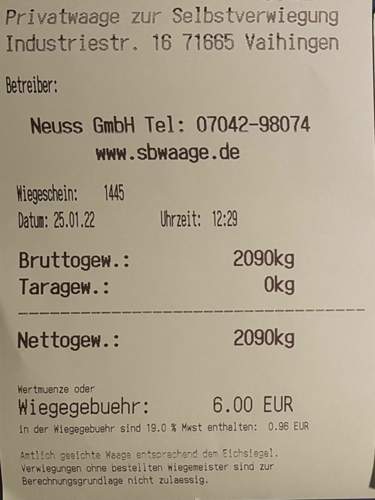 Privatwaage zur Selbstverwiegung
Industriestr. 16 71665 Vaihingen
Betreiber:
Neuss GmbH Tel: 07042-98074
www.sbwaage.de
Wiegeschein: 1445
Datum: 25.01.22 Uhrzeit: 12:29
Bruttogew.: 2090kg
Taragew.: 0kg
Nettogew.: 2090kg
Wertmuenze oder
Wiegegebuehr: 6.00 EUR
in der Wiegegebuehr sind 19.0 % Mwst enthalten: 0.96 EUR
Amtlich geeichte Waage entsprechend dem Eichsiegel.
Verwiegungen ohne bestellten Wiegemeister sind zur
Berechnungsgrundlage nicht zulaessig.